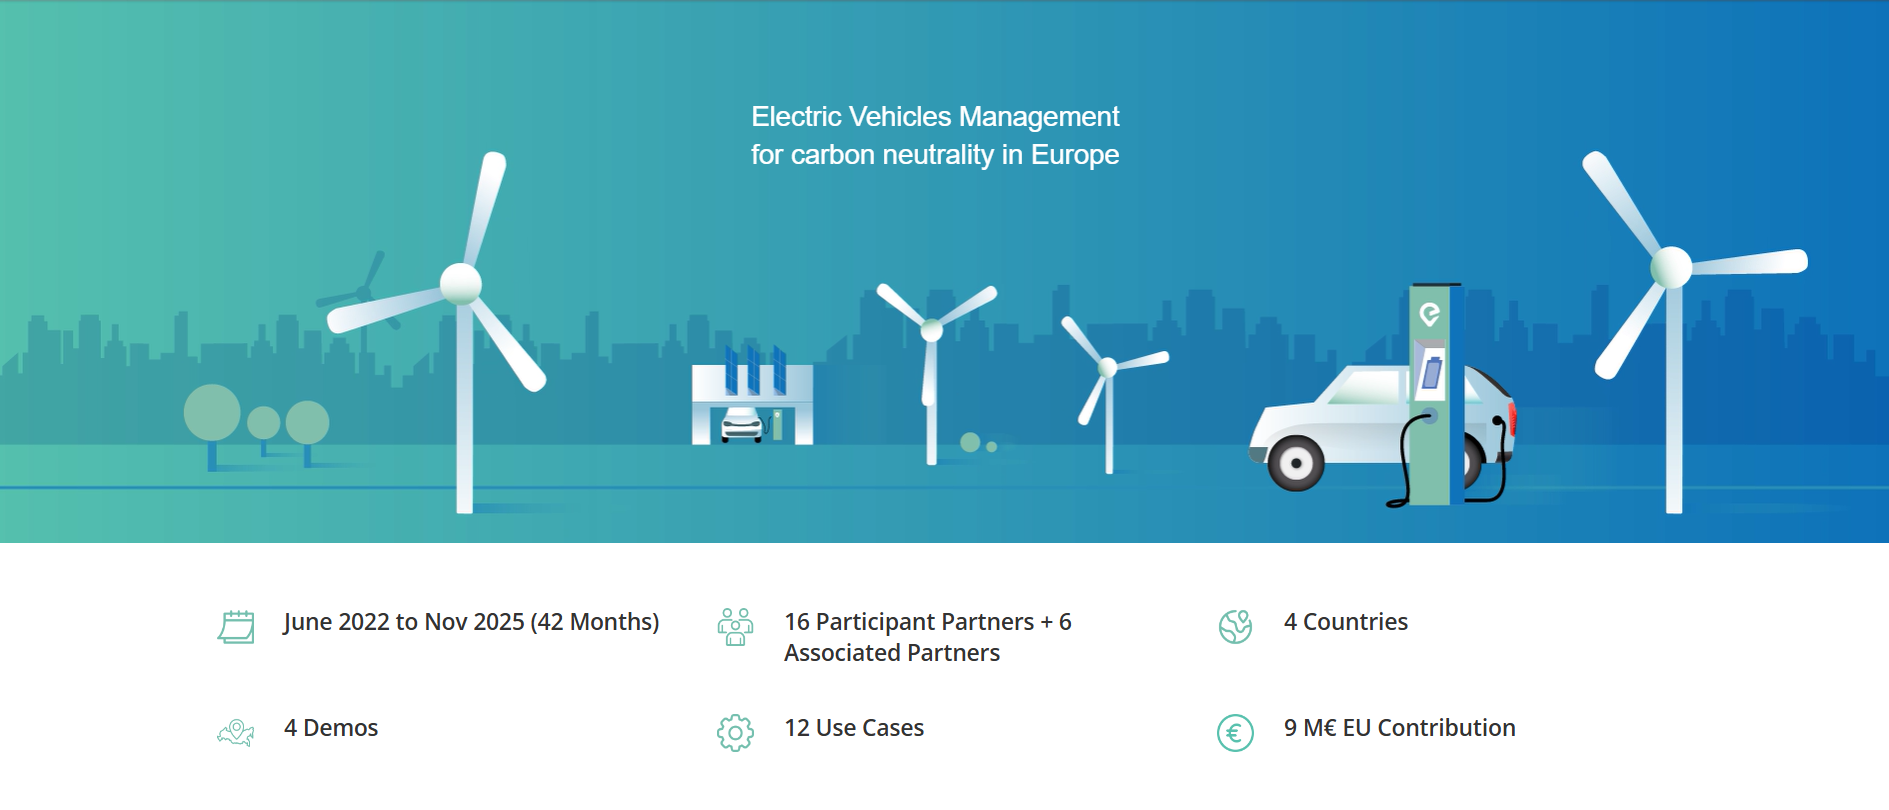 Electric Vehicles Management
for carbon neutrality in Europe
June 2022 to Nov 2025 (42 Months)
16 Participant Partners + 6
Associated Partners
4 Countries
4 Demos
12 Use Cases
9 M€ EU Contribution